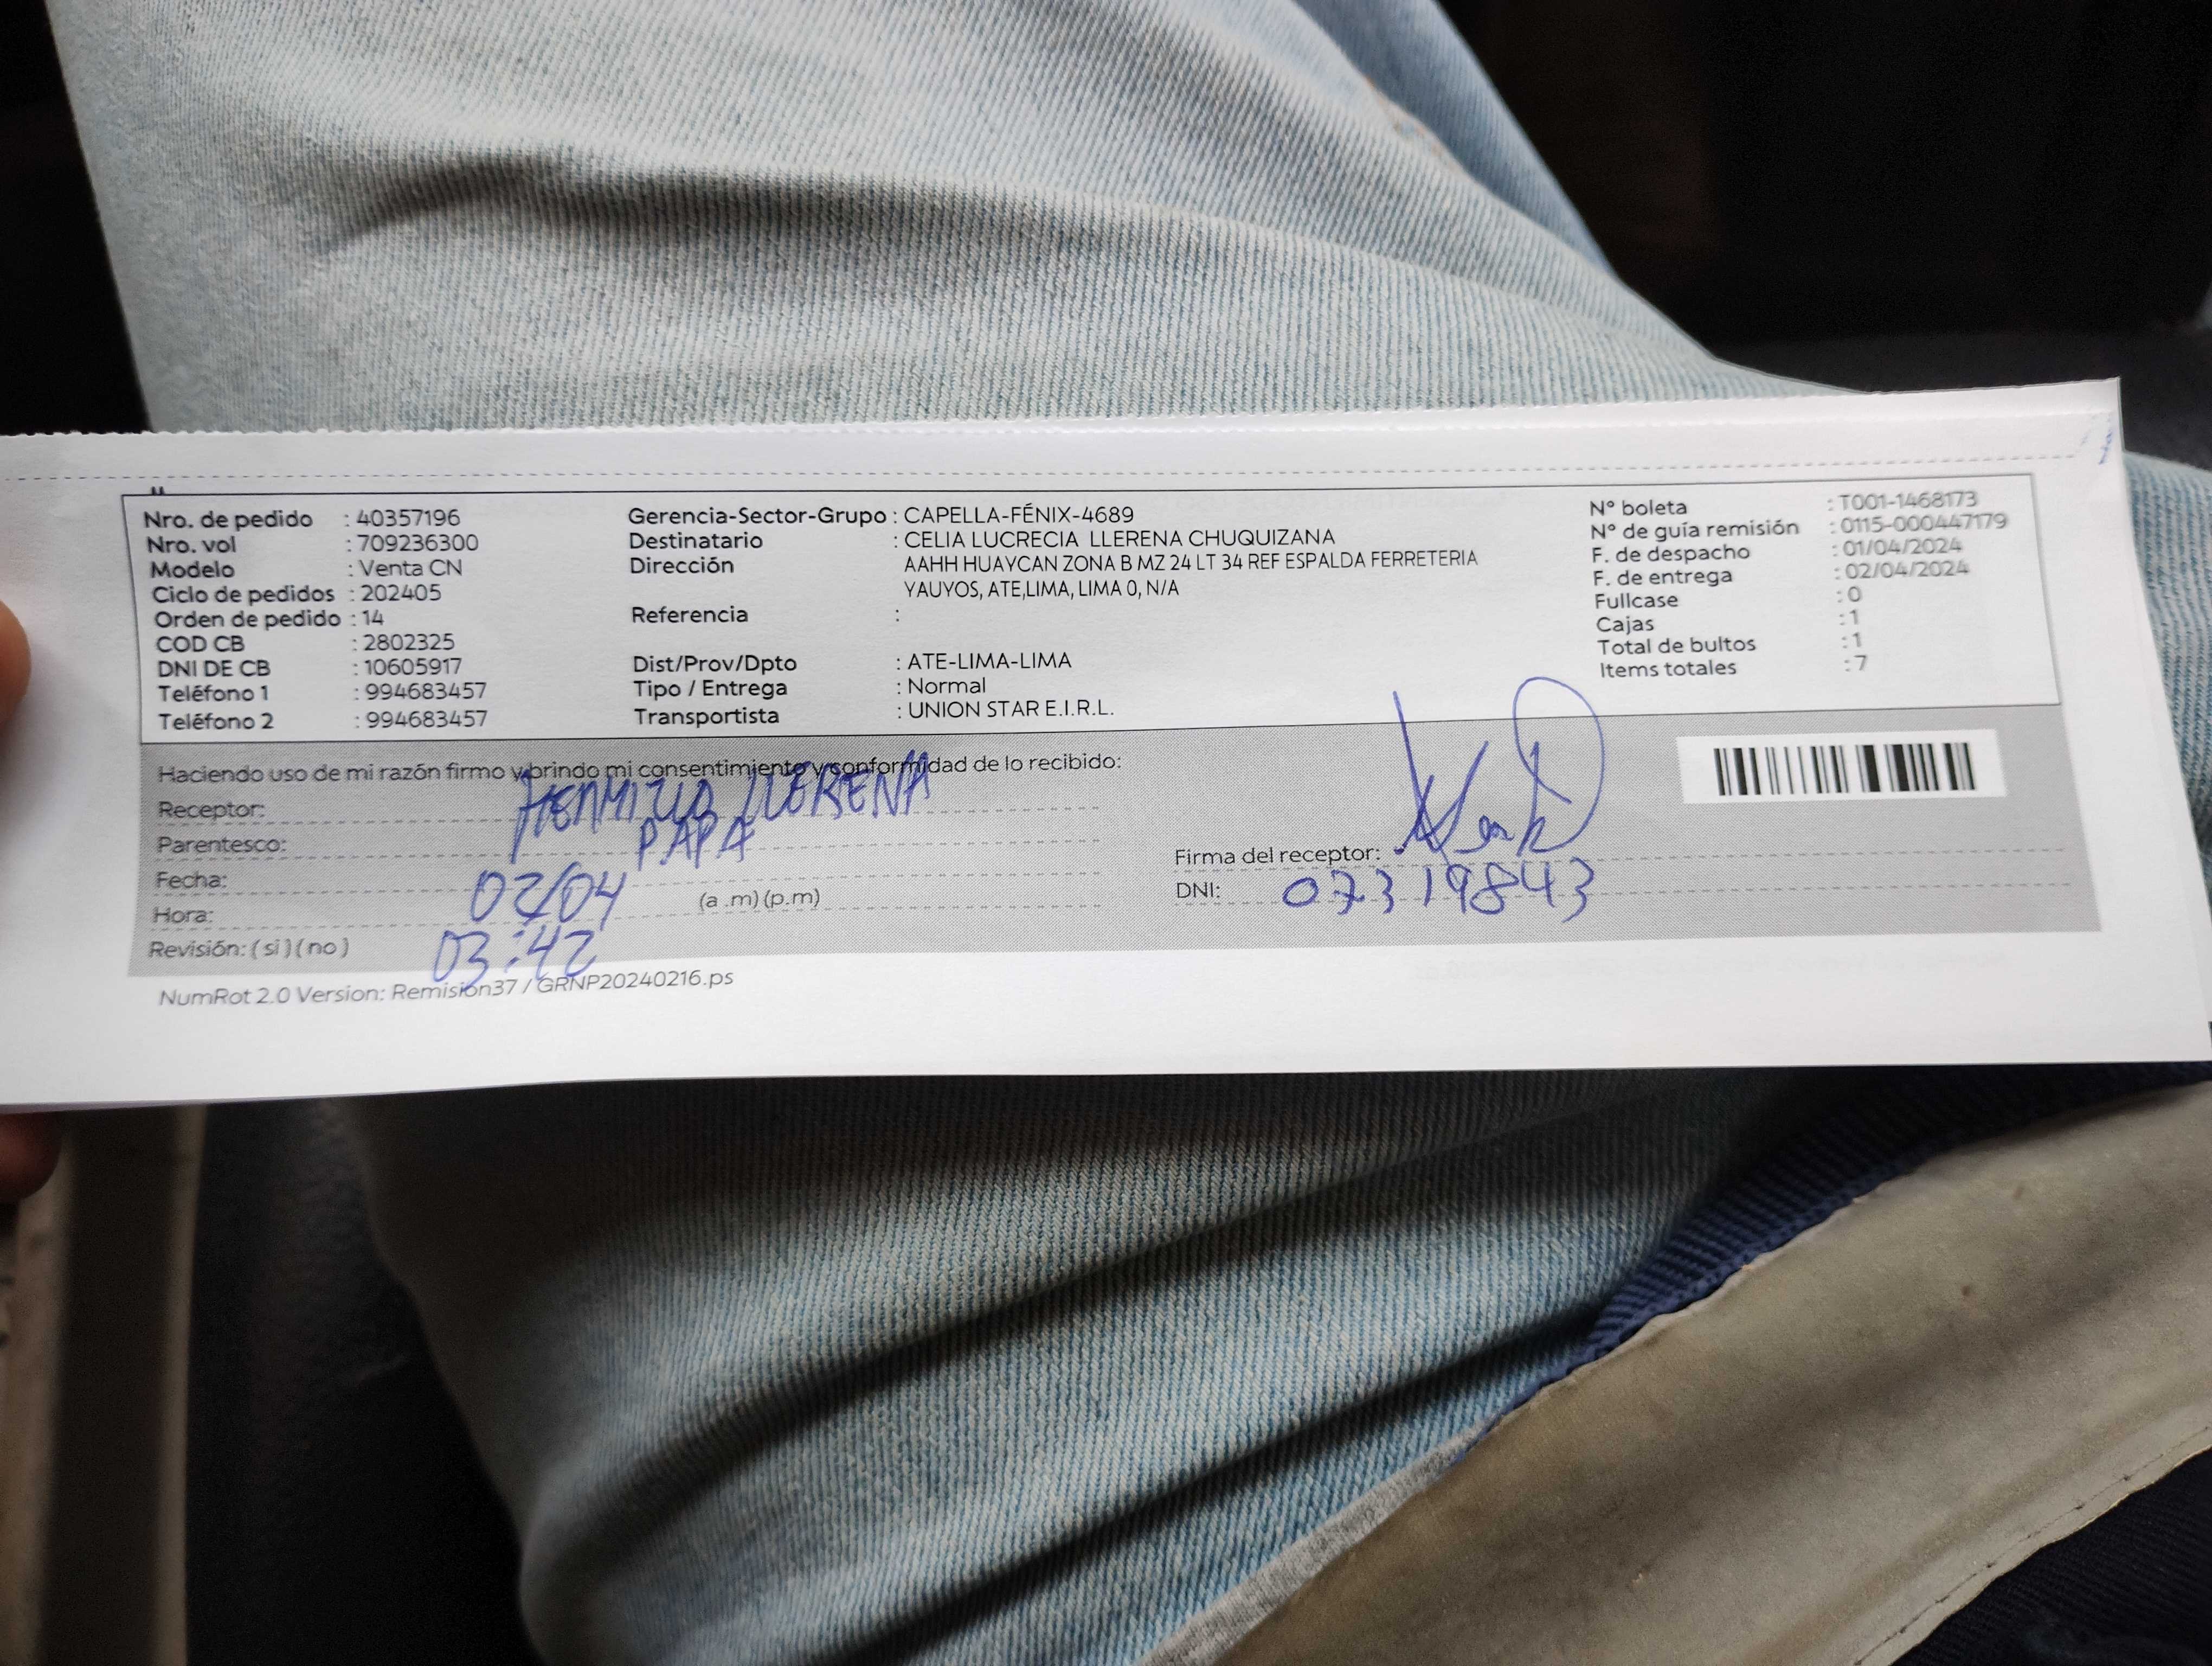 Nro. de pedido : 40357196
Nro. vol : 709236300
Modelo : Venta CN
Ciclo de pedidos : 202405
Orden de pedido : 14
COD CB : 2802325
DNI DE CB : 10605917
Teléfono 1 : 994683457
Teléfono 2 : 994683457
Gerencia-Sector-Grupo : CAPELLA-FÉNIX-4689
Destinatario : CELIA LUCRECIA LLERENA CHUQUIZANA
Dirección AAHH HUAYCAN ZONA B MZ 24 LT 34 REF ESPALDA FERRETERIA
YAUYOS, ATE,LIMA, LIMA 0, N/A
Referencia :
Dist/Prov/Dpto : ATE-LIMA-LIMA
Tipo / Entrega : Normal
Transportista : UNION STAR E.I.R.L.
N° boleta : T001-1468173
N° de guía remisión : 0115-000447179
F. de despacho : 01/04/2024
F. de entrega : 02/04/2024
Fullcase : 0
Cajas : 1
Total de bultos : 1
Items totales : 7
Haciendo uso de mi razón firmo y brindo mi consentimiento y conformidad de lo recibido:
Receptor: LLERENA
Parentesco: PAPA
Fecha: 02/04
Hora: 03:42 (a .m) (p.m)
Revisión: ( si ) ( no )
Firma del receptor:
DNI: 07319843
NumRot 2.0 Version: Remision37 / GRNP20240216.ps